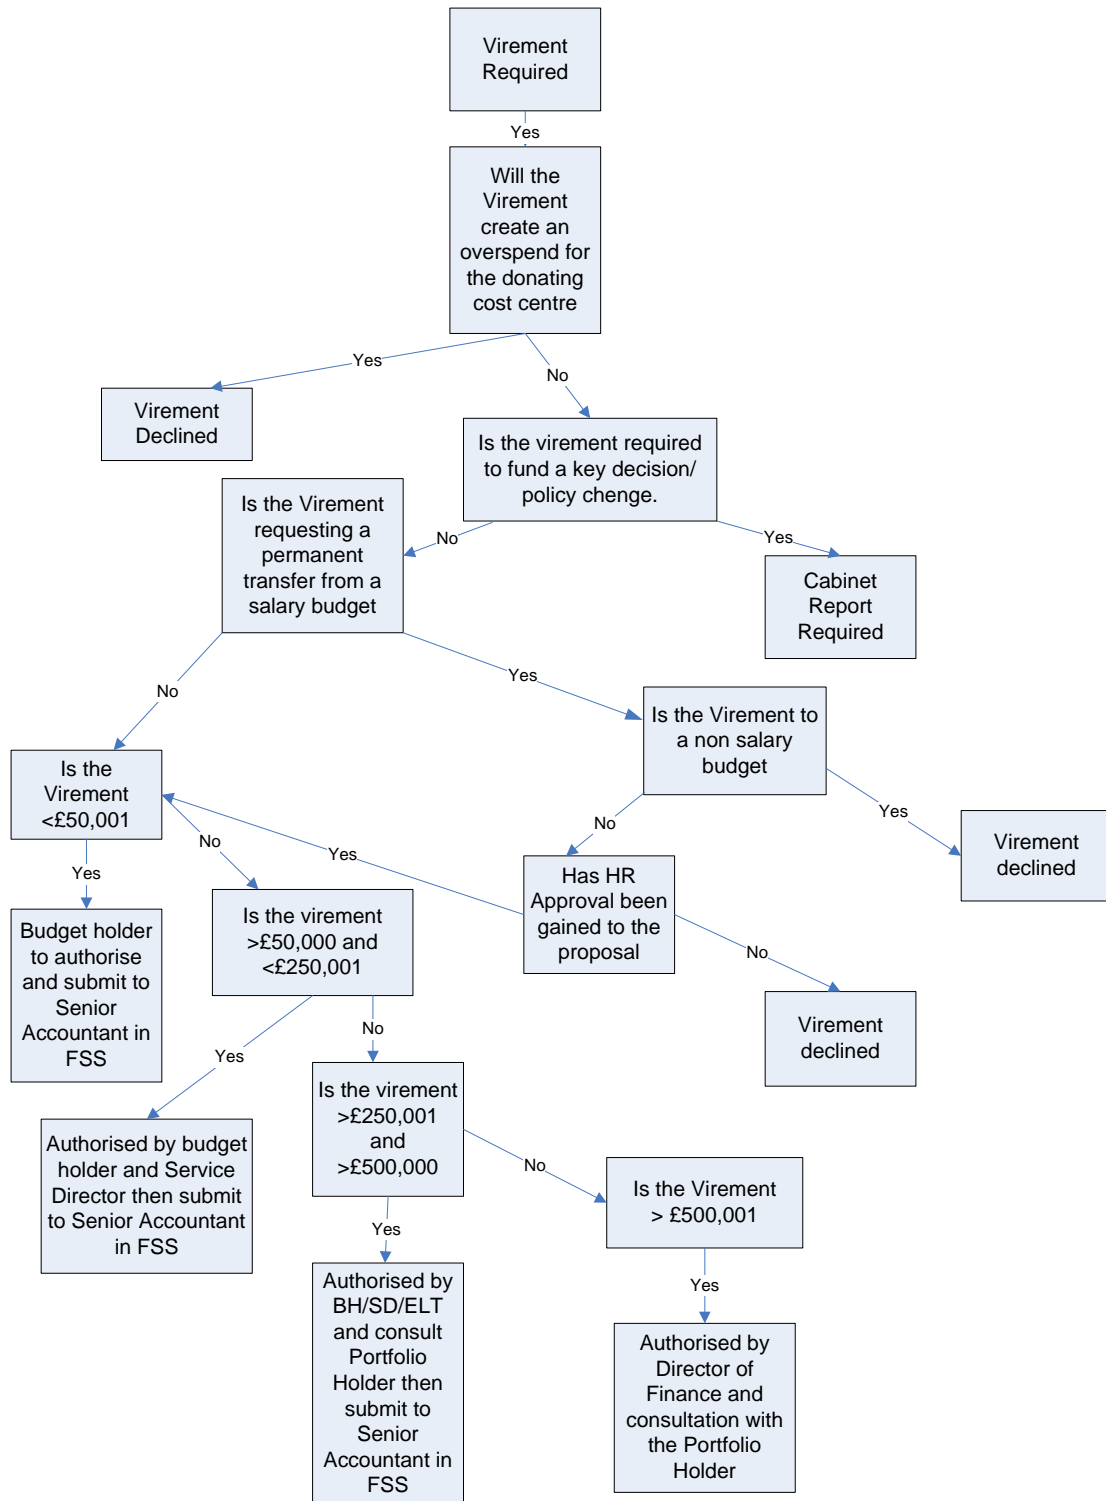 Virement
Required
Yes
Will the
Virement
create an
overspend for
the donating
cost centre
Yes
No
Virement
Declined
Is the virement required
to fund a key decision/
policy chenge.
Is the Virement
requesting a
permanent
transfer from a
salary budget
No
Yes
Cabinet
Report
Required
No
Yes
Is the Virement to
a non salary
budget
Is the
Virement
<£50,001
No
Yes
No
Yes
Virement
declined
Yes
Has HR
Approval been
gained to the
proposal
Is the virement
>£50,000 and
<£250,001
Budget holder
to authorise
and submit to
Senior
Accountant in
FSS
No
Virement
declined
Yes
No
Is the virement
>£250,001
and
>£500,000
Authorised by budget
holder and Service
Director then submit
to Senior Accountant
in FSS
No
Is the Virement
> £500,001
Yes
Yes
Authorised by
BH/SD/ELT
and consult
Portfolio
Holder then
submit to
Senior
Accountant in
FSS
Authorised by
Director of
Finance and
consultation with
the Portfolio
Holder